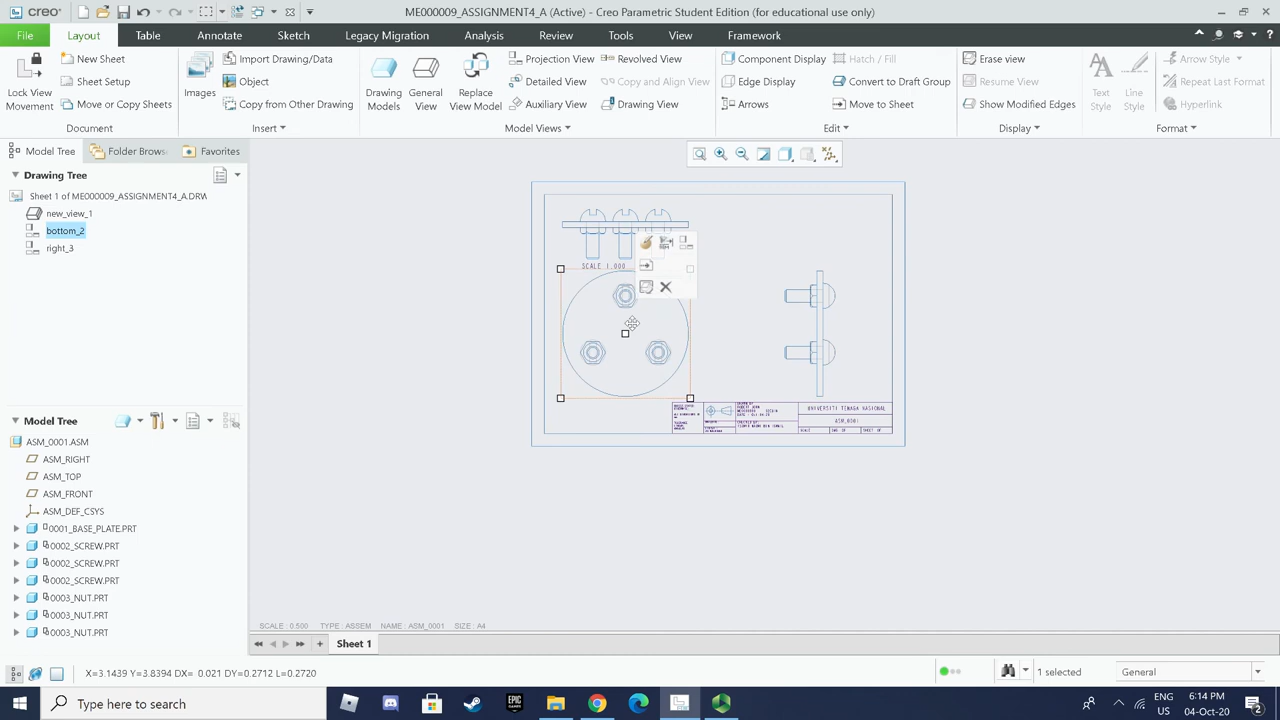 creo
ME000009_ASSIGNMENT4_A (Active) - Creo Parametric Student Edition (for educational use only)
File
Layout
Table
Annotate
Sketch
Legacy Migration
Analysis
Review
Tools
View
Framework
Lock View Movement
New Sheet
Sheet Setup
Move or Copy Sheets
Document
Images
Import Drawing/Data
Object
Copy from Other Drawing
Insert
Drawing Models
General View
Replace View Model
Projection View
Detailed View
Auxiliary View
Revolved View
Copy and Align View
Drawing View
Model Views
Component Display
Edge Display
Arrows
Hatch / Fill
Convert to Draft Group
Move to Sheet
Edit
Erase view
Resume View
Show Modified Edges
Display
Text Style
Line Style
Arrow Style
Repeat Last Format
Hyperlink
Format
Model Tree
Folder Brows
Favorites
Drawing Tree
Sheet 1 of ME000009_ASSIGNMENT4_A.DRW
new_view_1
bottom_2
right_3
SCALE 1.000
UNIVERSITI TENAGA NASIONAL
ASM_0001
Model Tree
ASM_0001.ASM
ASM_RIGHT
ASM_TOP
ASM_FRONT
ASM_DEF_CSYS
0001_BASE_PLATE.PRT
0002_SCREW.PRT
0002_SCREW.PRT
0002_SCREW.PRT
0003_NUT.PRT
0003_NUT.PRT
0003_NUT.PRT
SCALE : 0.500 TYPE : ASSEM NAME : ASM_0001 SIZE : A4
Sheet 1
X=3.1439 Y=3.8394 DX= 0.021 DY=0.2712 L=0.2720
1 selected
General
Type here to search
ENG
US
6:14 PM
04-Oct-20
2